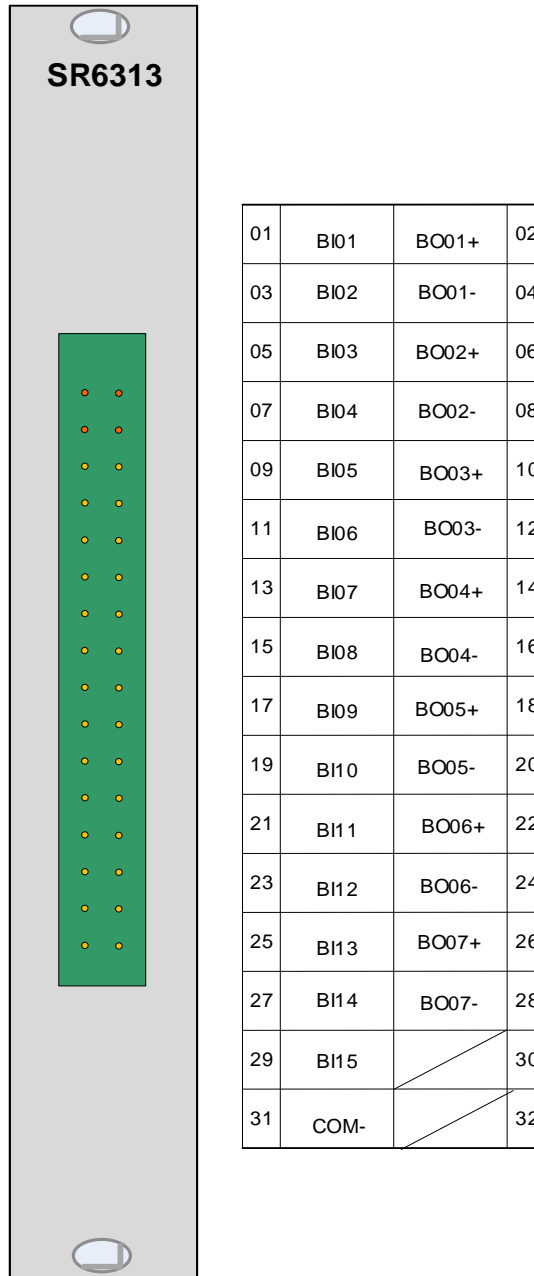 SR6313
01 BI01 BO01+ 02
03 BI02 BO01- 04
05 BI03 BO02+ 06
07 BI04 BO02- 08
09 BI05 BO03+ 10
11 BI06 BO03- 12
13 BI07 BO04+ 14
15 BI08 BO04- 16
17 BI09 BO05+ 18
19 BI10 BO05- 20
21 BI11 BO06+ 22
23 BI12 BO06- 24
25 BI13 BO07+ 26
27 BI14 BO07- 28
29 BI15 30
31 COM- 32